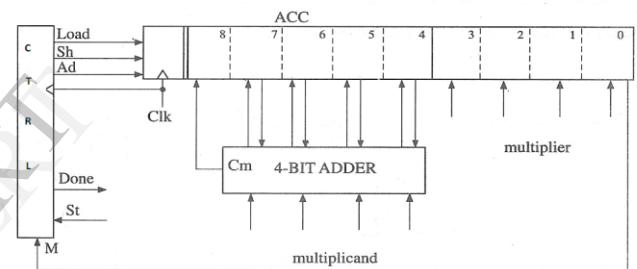 ACC
Load
Sh
Ad
8 7 6 5 4 3 2 1 0
C
T
R
L
Clk
Cm 4-BIT ADDER
multiplier
Done
St
M
multiplicand